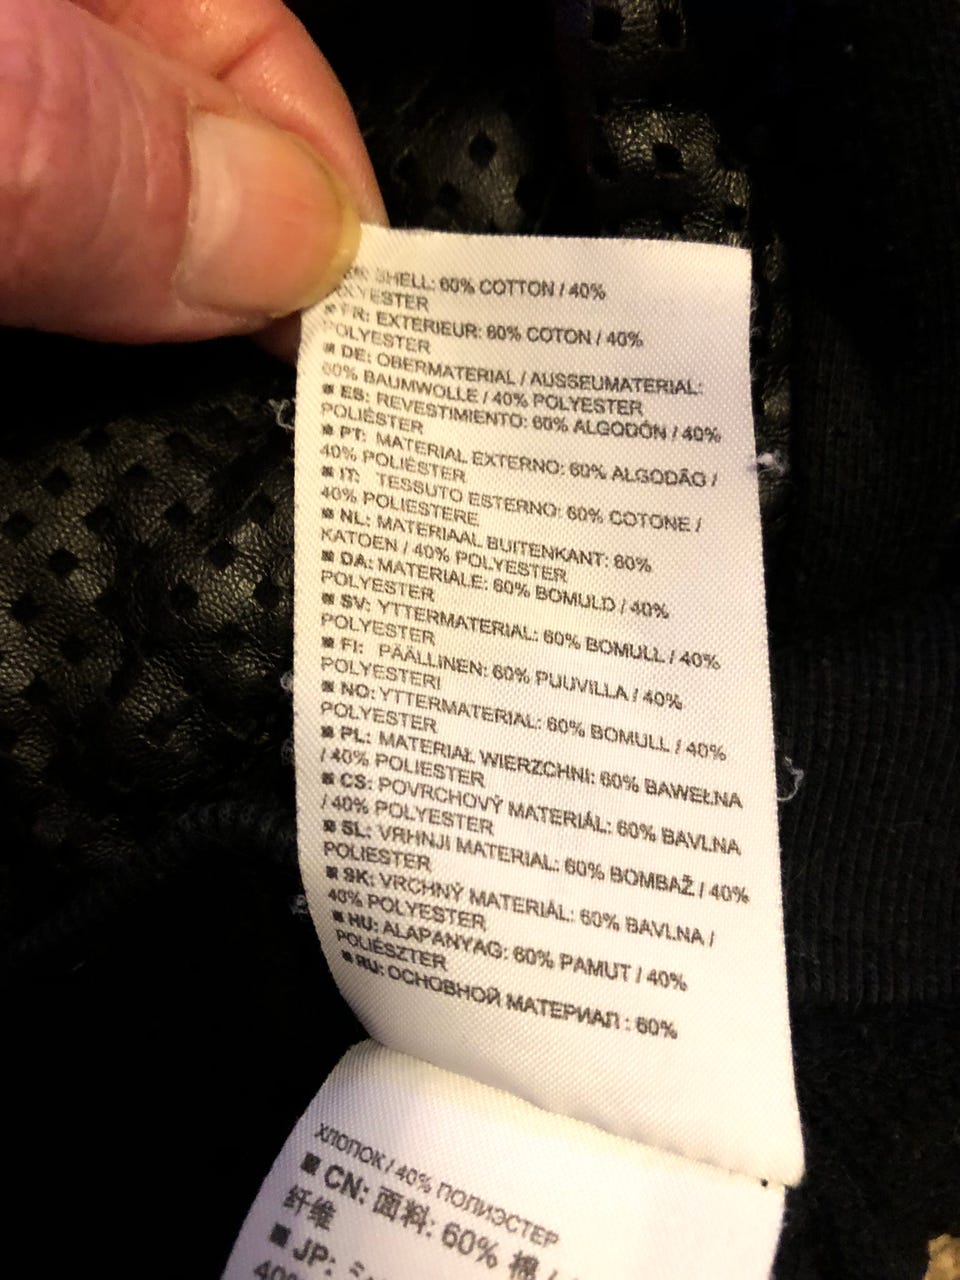 SHELL: 60% COTTON / 40%
POLYESTER
■ FR: EXTERIEUR: 60% COTON / 40%
POLYESTER
■ DE: OBERMATERIAL / AUSSEUMATERIAL:
60% BAUMWOLLE / 40% POLYESTER
■ ES: REVESTIMIENTO: 60% ALGODÓN / 40%
POLIÉSTER
■ PT: MATERIAL EXTERNO: 60% ALGODÃO /
40% POLIÉSTER
■ IT: TESSUTO ESTERNO: 60% COTONE /
40% POLIESTERE
■ NL: MATERIAAL BUITENKANT: 60%
KATOEN / 40% POLYESTER
■ DA: MATERIALE: 60% BOMULD / 40%
POLYESTER
■ SV: YTTERMATERIAL: 60% BOMULL / 40%
POLYESTER
■ FI: PÄÄLLINEN: 60% PUUVILLA / 40%
POLYESTERI
■ NO: YTTERMATERIAL: 60% BOMULL / 40%
POLYESTER
■ PL: MATERIAŁ WIERZCHNI: 60% BAWEŁNA
/ 40% POLIESTER
■ CS: POVRCHOVÝ MATERIÁL: 60% BAVLNA
/ 40% POLYESTER
■ SL: VRHNJI MATERIAL: 60% BOMBAŽ / 40%
POLIESTER
■ SK: VRCHNÝ MATERIÁL: 60% BAVLNA /
40% POLYESTER
■ HU: ALAPANYAG: 60% PAMUT / 40%
POLIÉSZTER
■ RU: ОСНОВНОЙ МАТЕРИАЛ : 60%
ХЛОПОК / 40% ПОЛИЭСТЕР
■ CN: 面料: 60% 棉 /
纤维
■ JP: